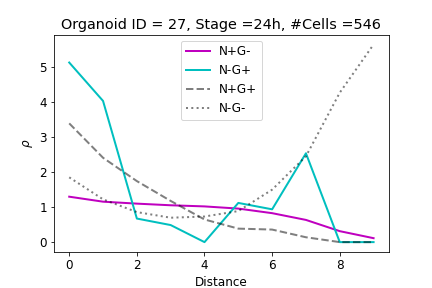 Organoid ID = 27, Stage =24h, #Cells =546
N+G-
N-G+
N+G+
N-G-
ρ
5
4
3
2
1
0
0 2 4 6 8
Distance